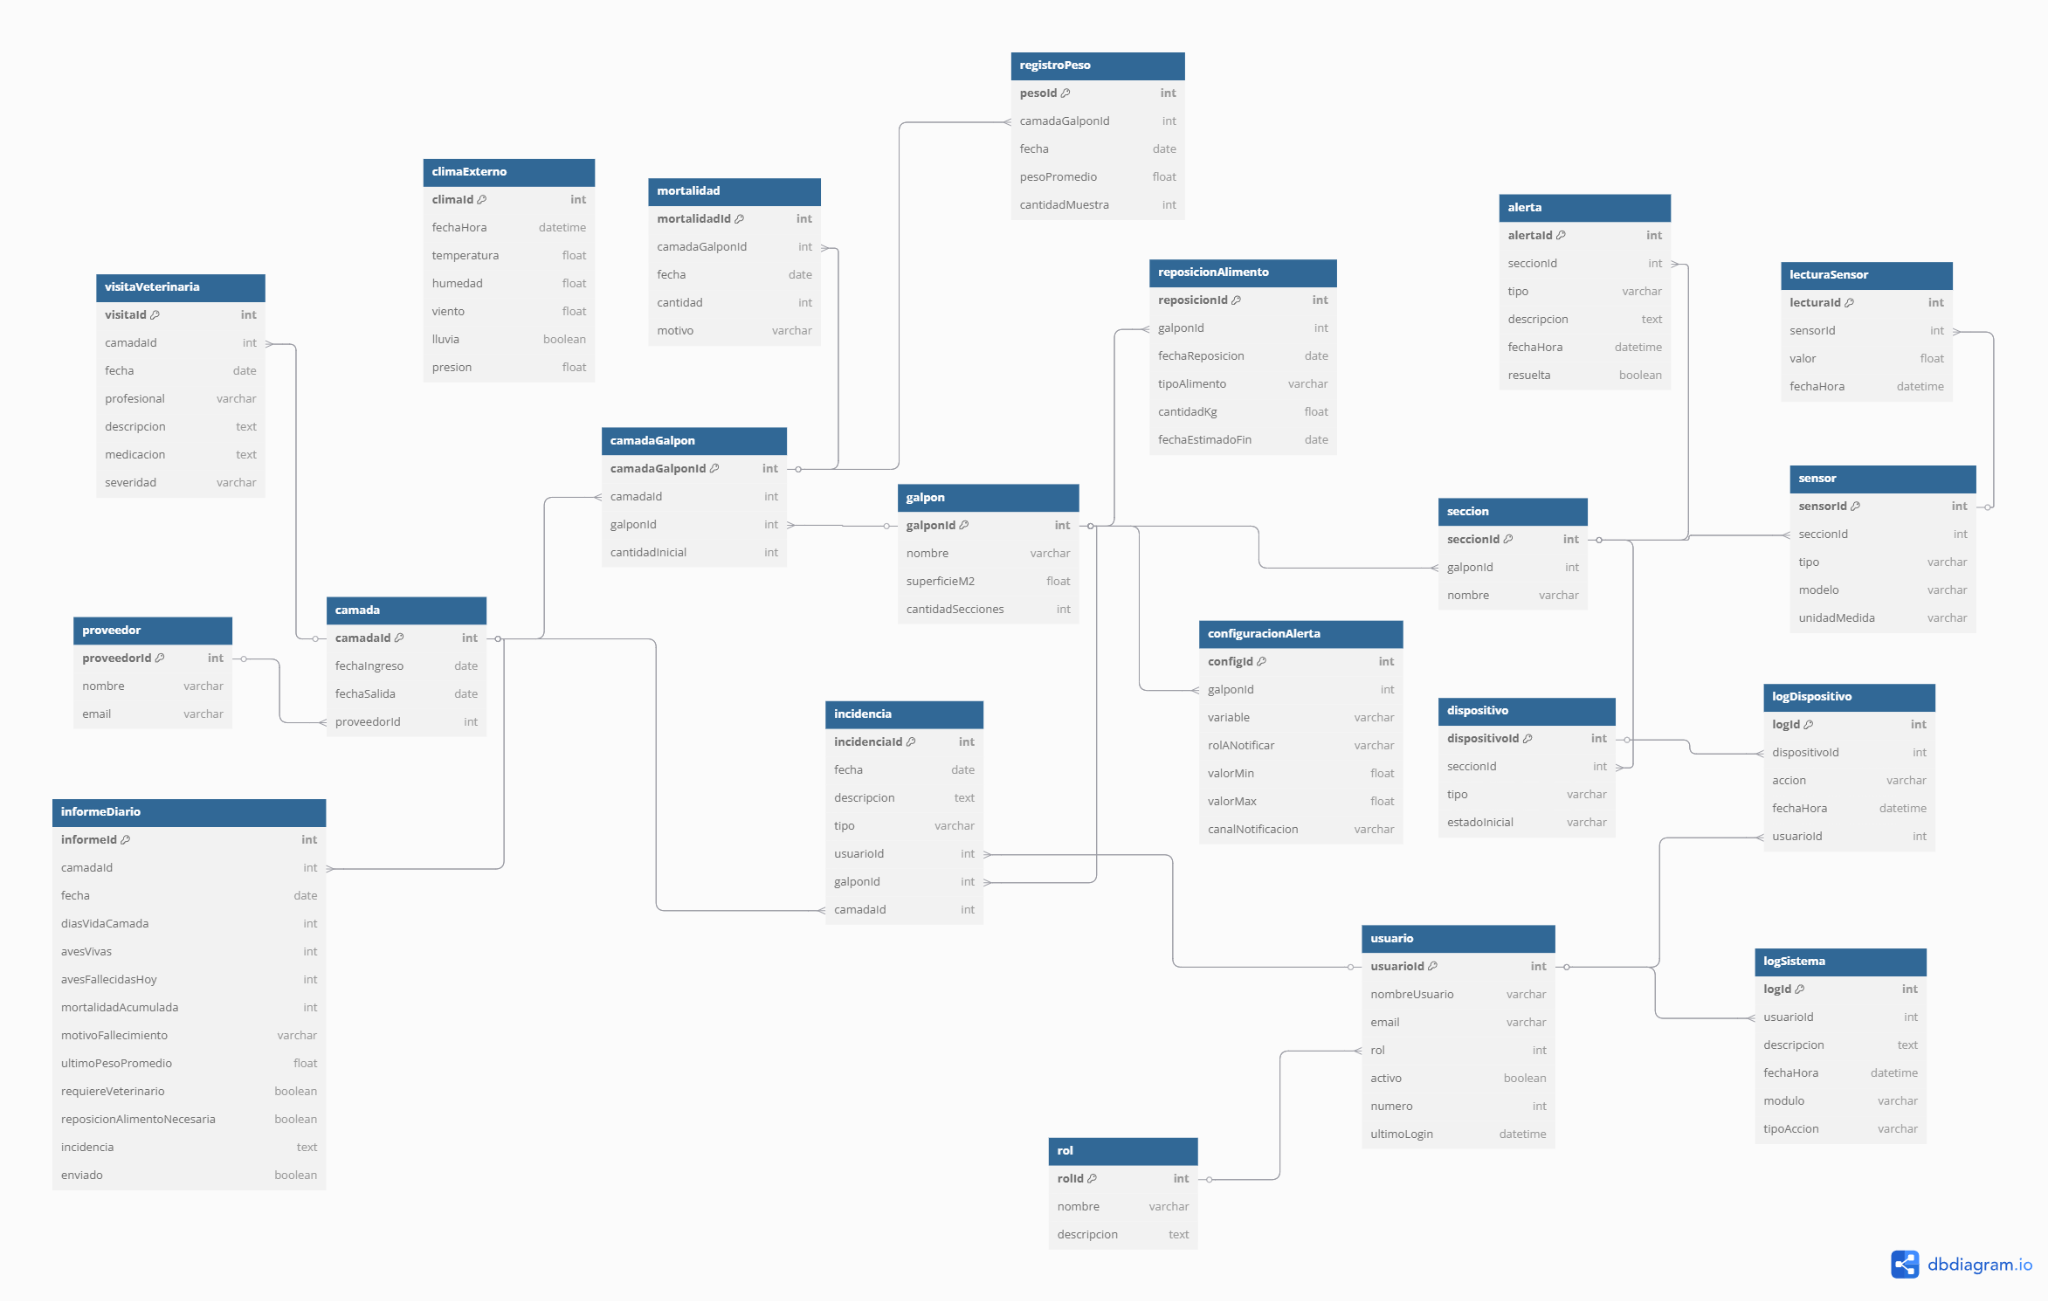 registroPeso
pesoId int
camadaGalponId int
fecha date
pesoPromedio float
cantidadMuestra int
climaExterno
climaId int
fechaHora datetime
temperatura float
humedad float
viento float
lluvia boolean
presion float
mortalidad
mortalidadId int
camadaGalponId int
fecha date
cantidad int
motivo varchar
alerta
alertaId int
seccionId int
tipo varchar
descripcion text
fechaHora datetime
resuelta boolean
reposicionAlimento
reposicionId int
galponId int
fechaReposicion date
tipoAlimento varchar
cantidadKg float
fechaEstimadoFin date
lecturaSensor
lecturaId int
sensorId int
valor float
fechaHora datetime
visitaVeterinaria
visitaId int
camadaId int
fecha date
profesional varchar
descripcion text
medicacion text
severidad varchar
camadaGalpon
camadaGalponId int
camadaId int
galponId int
cantidadInicial int
galpon
galponId int
nombre varchar
superficieM2 float
cantidadSecciones int
seccion
seccionId int
galponId int
nombre varchar
sensor
sensorId int
seccionId int
tipo varchar
modelo varchar
unidadMedida varchar
proveedor
proveedorId int
nombre varchar
email varchar
camada
camadaId int
fechaIngreso date
fechaSalida date
proveedorId int
configuracionAlerta
configId int
galponId int
variable varchar
rolANotificar varchar
valorMin float
valorMax float
canalNotificacion varchar
incidencia
incidenciaId int
fecha date
descripcion text
tipo varchar
usuarioId int
galponId int
camadaId int
dispositivo
dispositivoId int
seccionId int
tipo varchar
estadoInicial varchar
logDispositivo
logId int
dispositivoId int
accion varchar
fechaHora datetime
usuarioId int
informeDiario
informeId int
camadaId int
fecha date
diasVidaCamada int
avesVivas int
avesFallecidasHoy int
mortalidadAcumulada int
motivoFallecimiento varchar
ultimoPesoPromedio float
requiereVeterinario boolean
reposicionAlimentoNecesaria boolean
incidencia text
enviado boolean
usuario
usuarioId int
nombreUsuario varchar
email varchar
rol int
activo boolean
numero int
ultimoLogin datetime
logSistema
logId int
usuarioId int
descripcion text
fechaHora datetime
modulo varchar
tipoAccion varchar
rol
rolId int
nombre varchar
descripcion text
dbdiagram.io